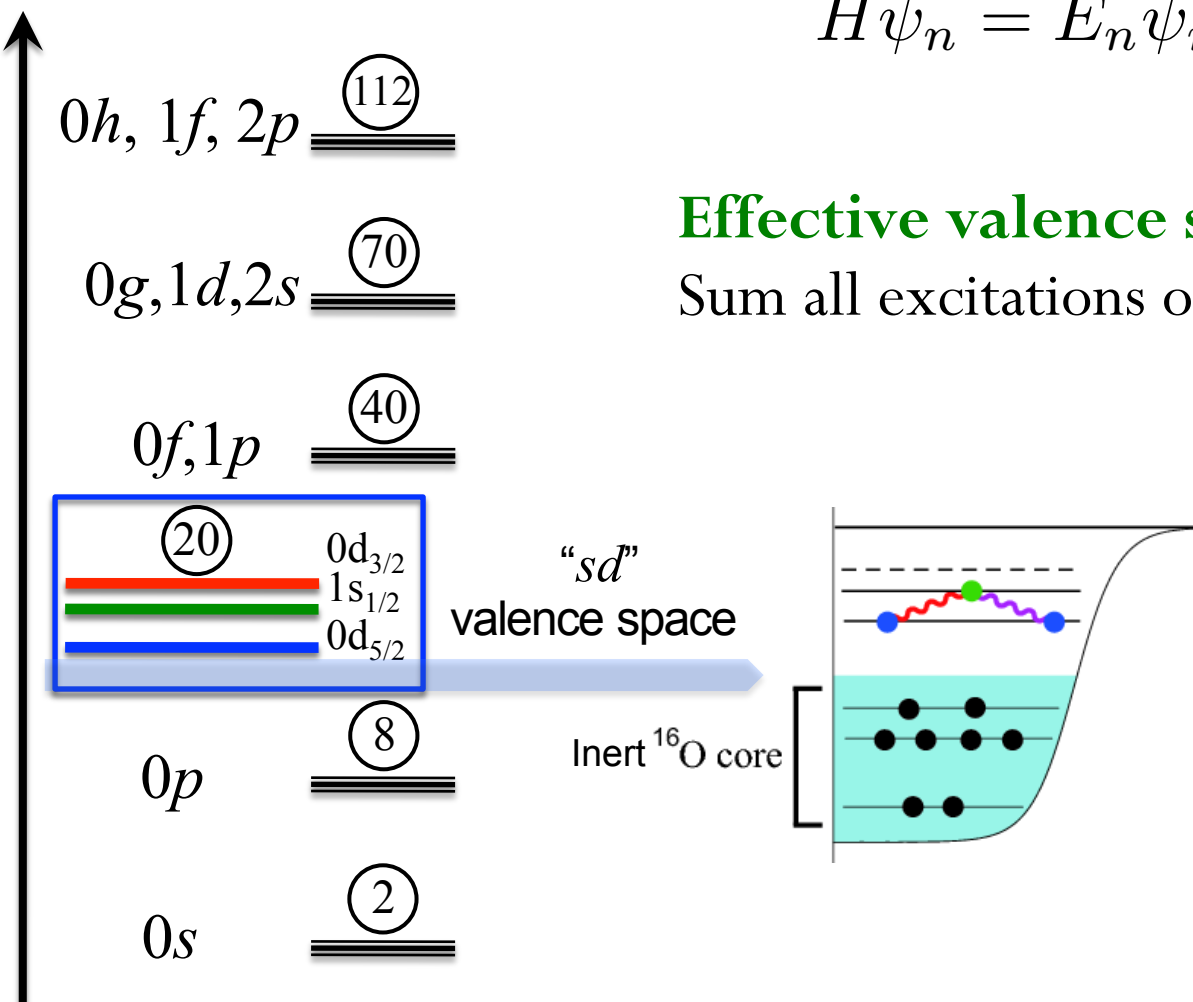 Hψₙ = Eₙψ
112
0h, 1f, 2p
Effective valence s
70
0g,1d,2s
Sum all excitations o
40
0f,1p
20
0d3/2
1s1/2
0d5/2
“sd”
valence space
8
0p
Inert ¹⁶O core
2
0s